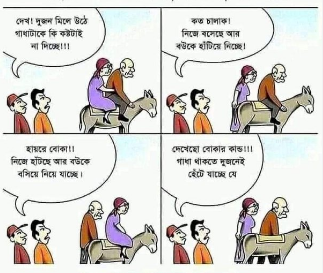 দেখ! দুজন মিলে উঠে
গাধাটাকে কি কষ্টটাই
না দিচ্ছে!!!
কত চালাক!
নিজে বসেছে আর
বউকে হাঁটিয়ে নিচ্ছে!
হায়রে বোকা!!
নিজে হাঁটছে আর বউকে
বসিয়ে নিয়ে যাচ্ছে।
দেখেছো বোকার কান্ড!!!
গাধা থাকতে দুজনেই
হেঁটে যাচ্ছে যে